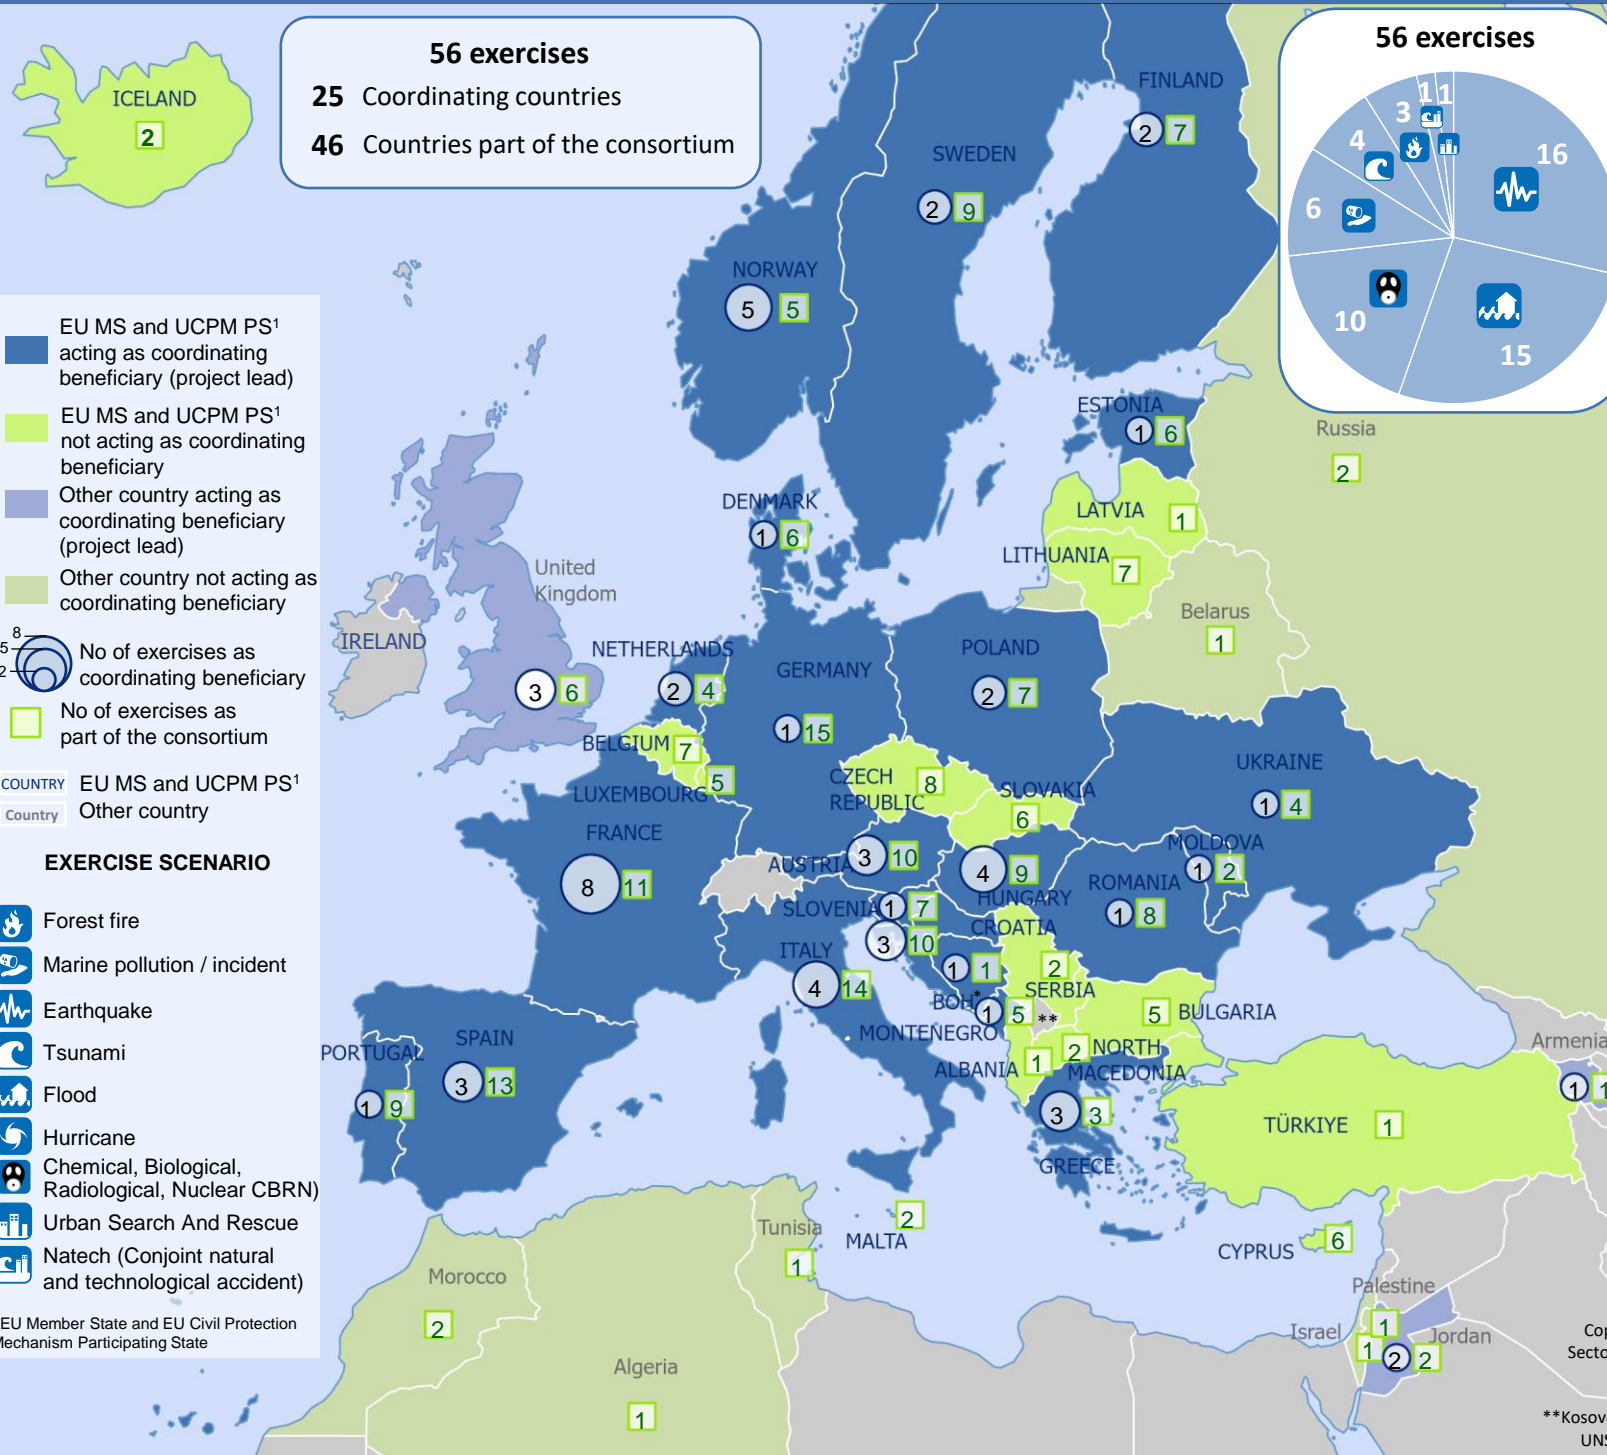 56 exercises
25 Coordinating countries
46 Countries part of the consortium
56 exercises
16
15
10
6
4
3
1
1
ICELAND
2
FINLAND
2 7
SWEDEN
2 9
NORWAY
5 5
ESTONIA
1 6
Russia
2
LATVIA
1
LITHUANIA
7
Belarus
1
DENMARK
1 6
United
Kingdom
3 6
IRELAND
NETHERLANDS
2 4
GERMANY
1 15
POLAND
2 7
BELGIUM
7
LUXEMBOURG
5
CZECH
REPUBLIC
8
SLOVAKIA
6
UKRAINE
1 4
FRANCE
8 11
AUSTRIA
3 10
HUNGARY
4 9
MOLDOVA
1 2
ROMANIA
1 8
SLOVENIA
1 7
CROATIA
3 10
ITALY
4 14
BOH*
1 1
SERBIA
2
MONTENEGRO
1 5
**
BULGARIA
5
ALBANIA
1
NORTH
MACEDONIA
2
GREECE
3 3
PORTUGAL
1 9
SPAIN
3 13
TÜRKIYE
1
Armenia
1 1
MALTA
2
CYPRUS
6
Tunisia
1
Morocco
2
Algeria
1
Palestine
1
Israel
1
Jordan
2 2
EU MS and UCPM PS¹
acting as coordinating
beneficiary (project lead)
EU MS and UCPM PS¹
not acting as coordinating
beneficiary
Other country acting as
coordinating beneficiary
(project lead)
Other country not acting as
coordinating beneficiary
8
5
2
No of exercises as
coordinating beneficiary
No of exercises as
part of the consortium
COUNTRY EU MS and UCPM PS¹
Country Other country
EXERCISE SCENARIO
Forest fire
Marine pollution / incident
Earthquake
Tsunami
Flood
Hurricane
Chemical, Biological,
Radiological, Nuclear CBRN)
Urban Search And Rescue
Natech (Conjoint natural
and technological accident)
EU Member State and EU Civil Protection
Mechanism Participating State
Cop
Secto
**Kosov
UNS